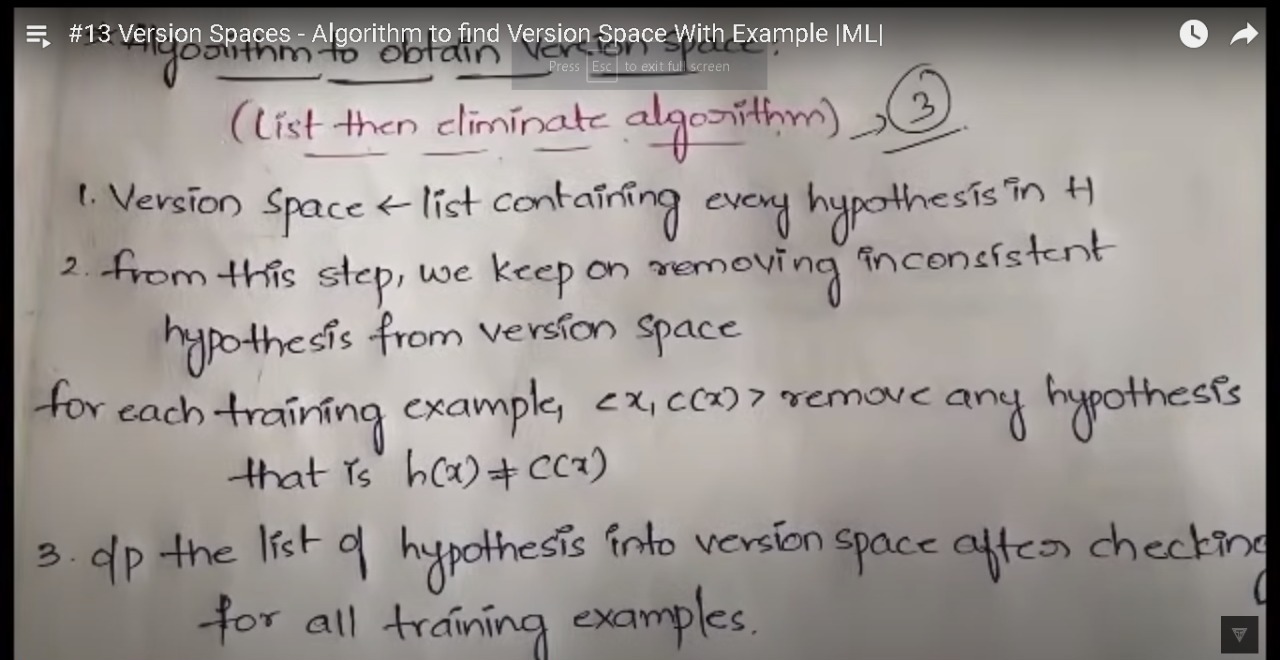 #13 Version Spaces - Algorithm to find Version Space With Example |ML|
Algorithm to obtain Version space.
Press Esc to exit full screen
(List then eliminate algorithm) → 3
1. Version Space ← list containing every hypothesis in H
2. from this step, we keep on removing inconsistent
hypothesis from version space
for each training example, <x, c(x)> remove any hypothesis
that is h(x) ≠ C(x)
3. o/p the list of hypothesis into version space after checking
for all training examples.